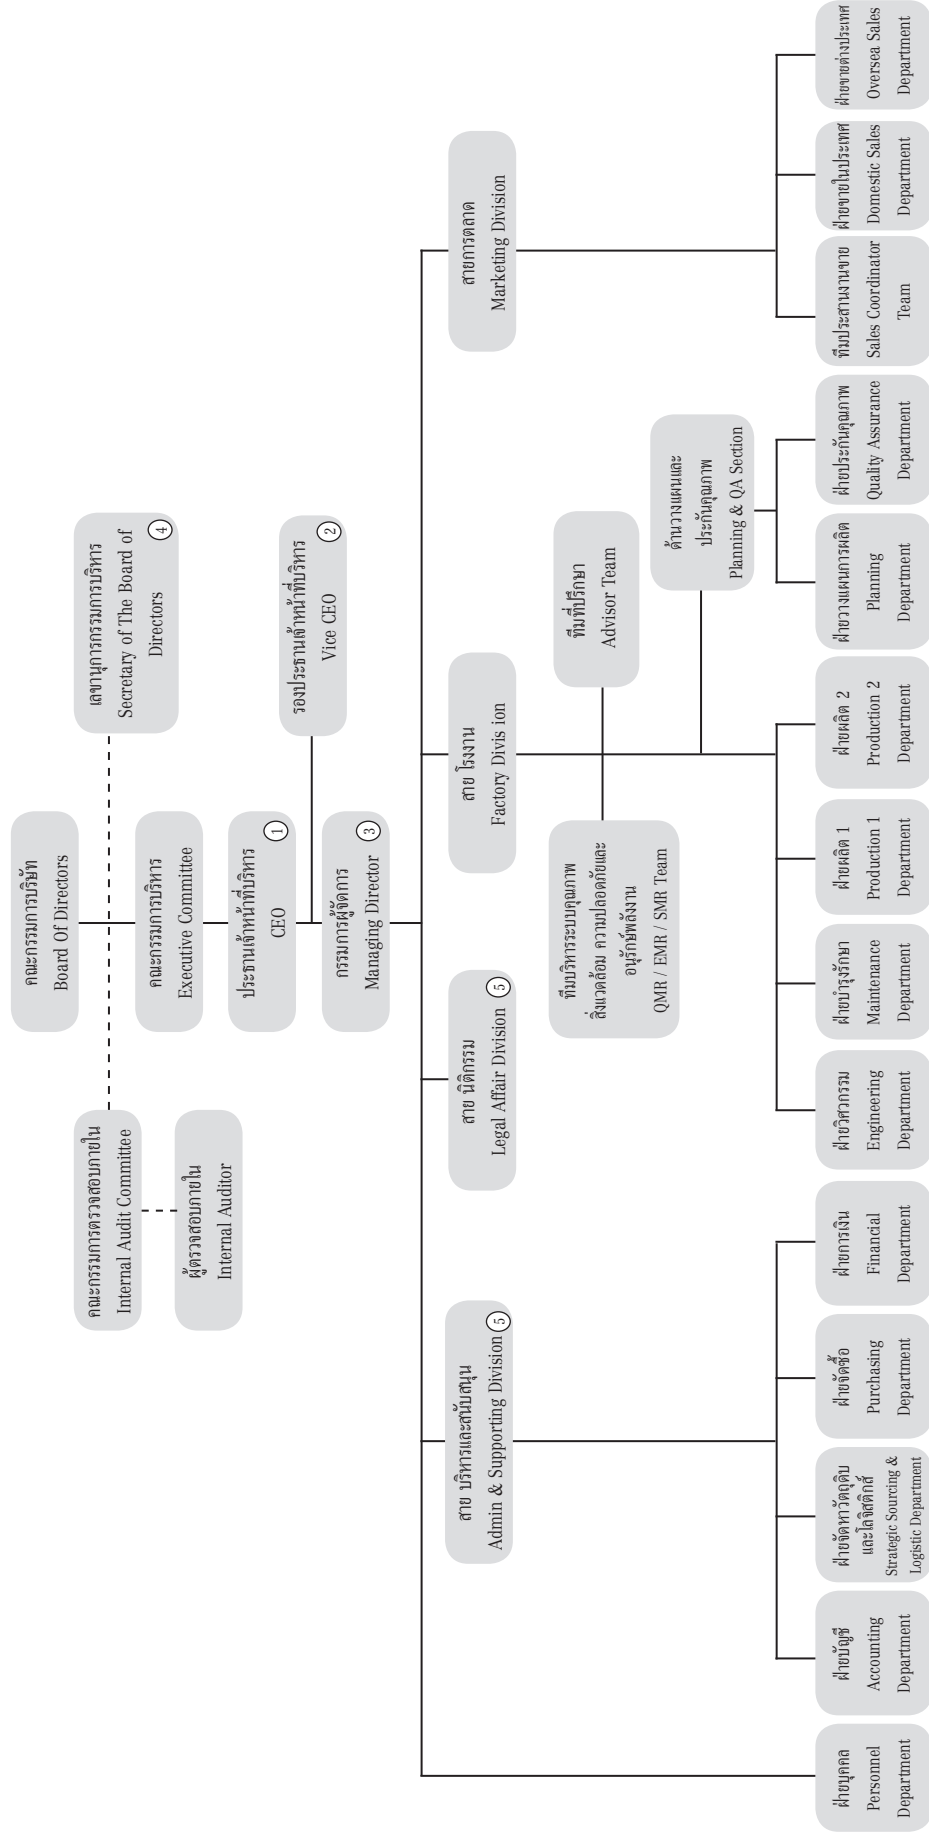 คณะกรรมการบริษัท
Board Of Directors
เลขานุการกรรมการบริหาร
Secretary of The Board of
Directors
4
คณะกรรมการตรวจสอบภายใน
Internal Audit Committee
ผู้ตรวจสอบภายใน
Internal Auditor
คณะกรรมการบริหาร
Executive Committee
ประธานเจ้าหน้าที่บริหาร
CEO
1
รองประธานเจ้าหน้าที่บริหาร
Vice CEO
2
กรรมการผู้จัดการ
Managing Director
3
สาย บริหารและสนับสนุน
Admin & Supporting Division
5
สาย นิติกรรม
Legal Affair Division
5
สาย โรงงาน
Factory Divis ion
สายการตลาด
Marketing Division
ทีมบริหารระบบคุณภาพ
สิ่งแวดล้อม ความปลอดภัยและ
อนุรักษ์พลังงาน
QMR / EMR / SMR Team
ทีมที่ปรึกษา
Advisor Team
ด้านวางแผนและ
ประกันคุณภาพ
Planning & QA Section
ฝ่ายบุคคล
Personnel
Department
ฝ่ายบัญชี
Accounting
Department
ฝ่ายจัดหาวัตถุดิบ
และโลจิสติกส์
Strategic Sourcing &
Logistic Department
ฝ่ายจัดซื้อ
Purchasing
Department
ฝ่ายการเงิน
Financial
Department
ฝ่ายวิศวกรรม
Engineering
Department
ฝ่ายบำรุงรักษา
Maintenance
Department
ฝ่ายผลิต 1
Production 1
Department
ฝ่ายผลิต 2
Production 2
Department
ฝ่ายวางแผนการผลิต
Planning
Department
ฝ่ายประกันคุณภาพ
Quality Assurance
Department
ทีมประสานงานขาย
Sales Coordinator
Team
ฝ่ายขายในประเทศ
Domestic Sales
Department
ฝ่ายขายต่างประเทศ
Oversea Sales
Department